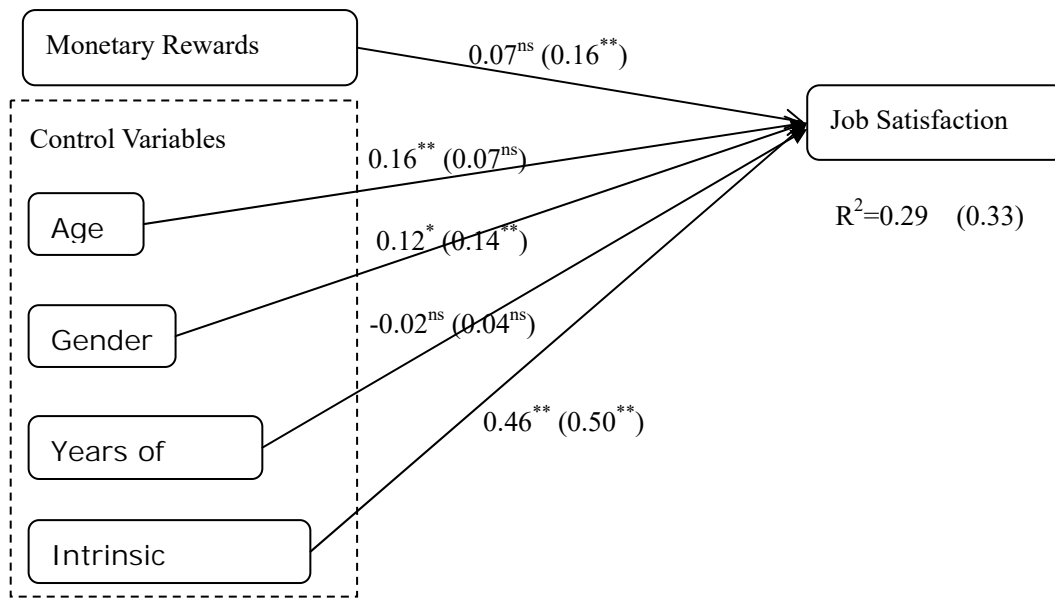 Monetary Rewards
0.07ns (0.16**)
Job Satisfaction
Control Variables
0.16** (0.07ns)
Age
R2=0.29 (0.33)
0.12* (0.14**)
Gender
-0.02ns (0.04ns)
Years of
0.46** (0.50**)
Intrinsic